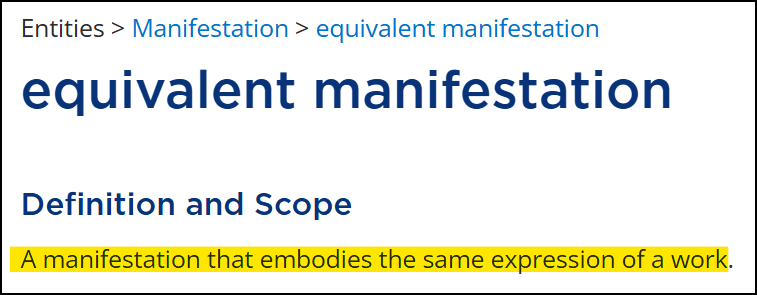 Entities > Manifestation > equivalent manifestation
equivalent manifestation
Definition and Scope
A manifestation that embodies the same expression of a work.